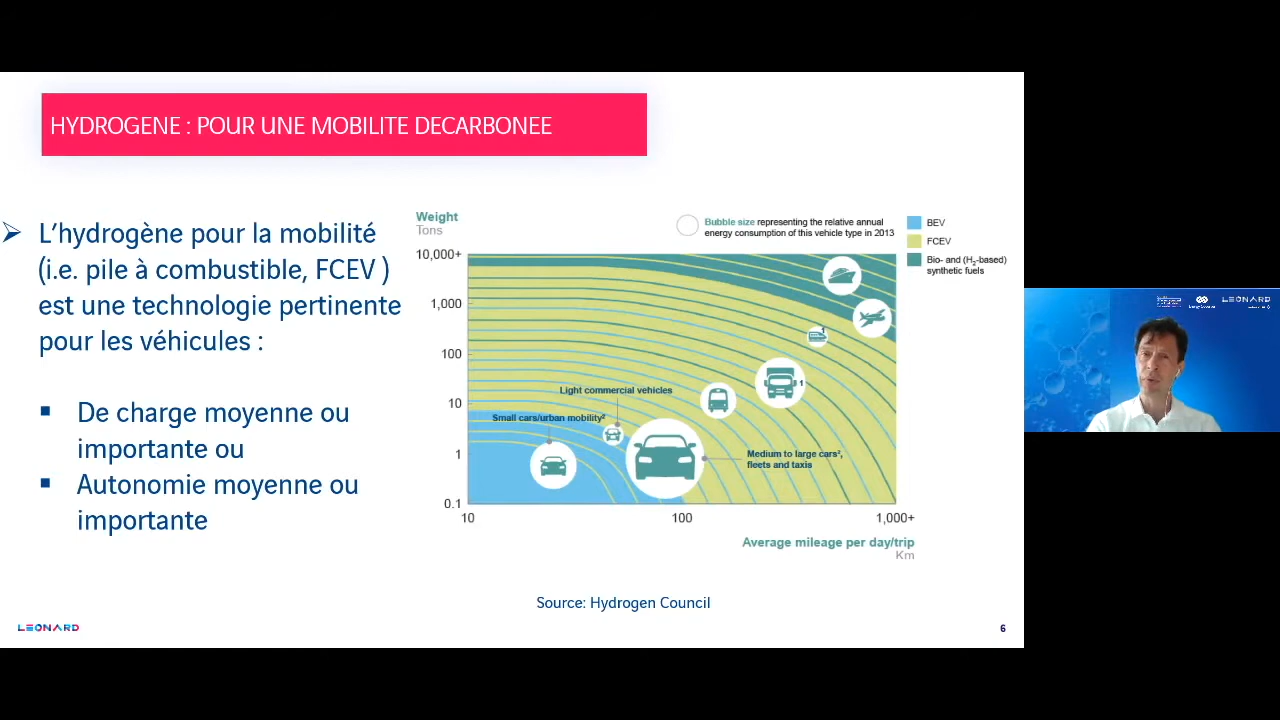 HYDROGENE : POUR UNE MOBILITE DECARBONEE
L'hydrogène pour la mobilité
(i.e. pile à combustible, FCEV )
est une technologie pertinente
pour les véhicules :
De charge moyenne ou
importante ou
Autonomie moyenne ou
importante
Weight
Tons
Bubble size representing the relative annual
energy consumption of this vehicle type in 2013
BEV
FCEV
Bio- and (H2-based)
synthetic fuels
10,000+
1,000
100
10
1
0.1
1
1
Light commercial vehicles
Small cars/urban mobility²
Medium to large cars³,
fleets and taxis
10
100
1,000+
Average mileage per day/trip
Km
Source: Hydrogen Council
LEONARD
6
LEONARD